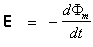 E = - dΦₘ/dt